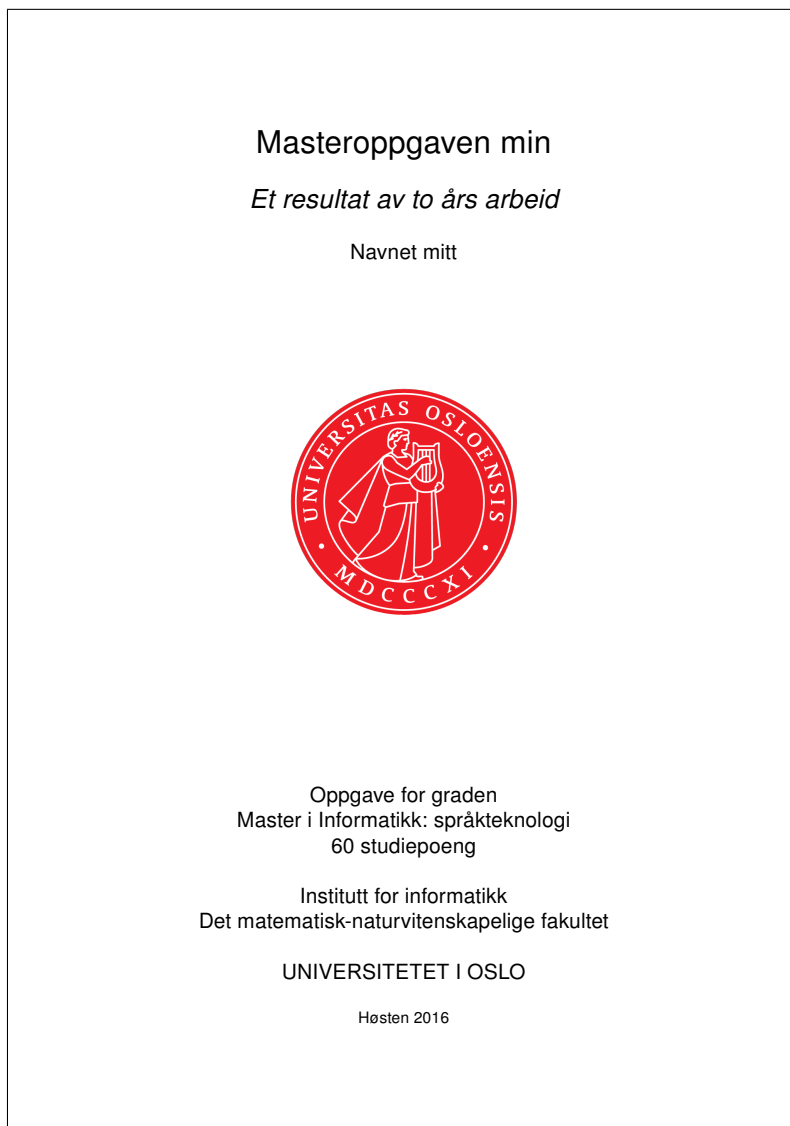 Masteroppgaven min
Et resultat av to års arbeid
Navnet mitt
UNIVERSITAS OSLOENSIS
MDCCCXI
Oppgave for graden
Master i Informatikk: språkteknologi
60 studiepoeng
Institutt for informatikk
Det matematisk-naturvitenskapelige fakultet
UNIVERSITETET I OSLO
Høsten 2016